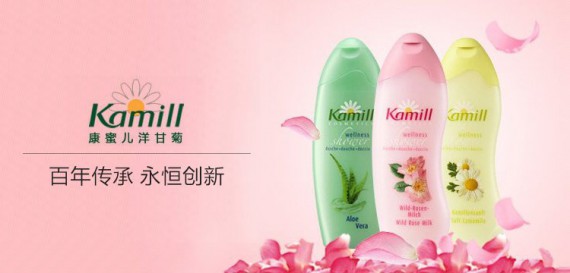 Kamill
康蜜儿洋甘菊
百年传承 永恒创新
Kamill
wellness
shower
Aloe
Vera
Kamill
wellness
Wild-Rosen-
Milch
Wild Rose Milk
Kamill
wellness